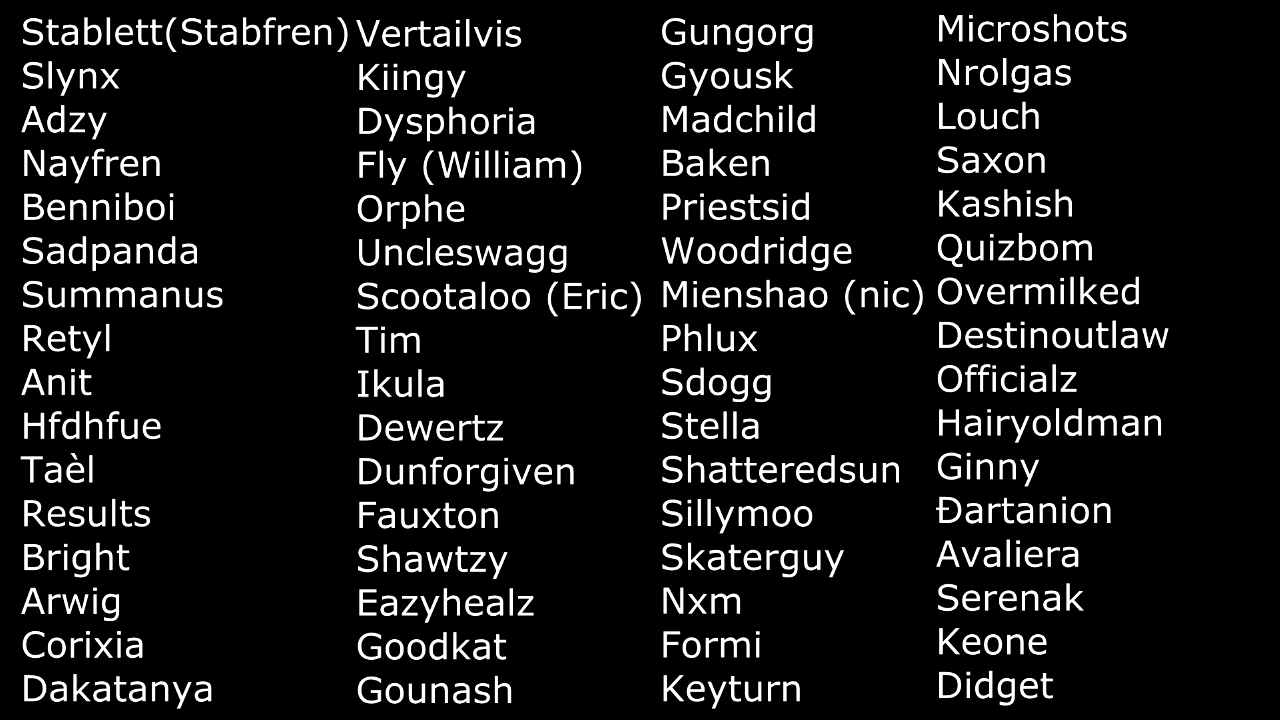 Stablett(Stabfren)
Slynx
Adzy
Nayfren
Benniboi
Sadpanda
Summanus
Retyl
Anit
Hfdhfue
Taèl
Results
Bright
Arwig
Corixia
Dakatanya
Vertailvis
Kiingy
Dysphoria
Fly (William)
Orphe
Uncleswagg
Scootaloo (Eric)
Tim
Ikula
Dewertz
Dunforgiven
Fauxton
Shawtzy
Eazyhealz
Goodkat
Gounash
Gungorg
Gyousk
Madchild
Baken
Priestsid
Woodridge
Mienshao (nic)
Phlux
Sdogg
Stella
Shatteredsun
Sillymoo
Skaterguy
Nxm
Formi
Keyturn
Microshots
Nrolgas
Louch
Saxon
Kashish
Quizbom
Overmilked
Destinoutlaw
Officialz
Hairyoldman
Ginny
Đartanion
Avaliera
Serenak
Keone
Didget